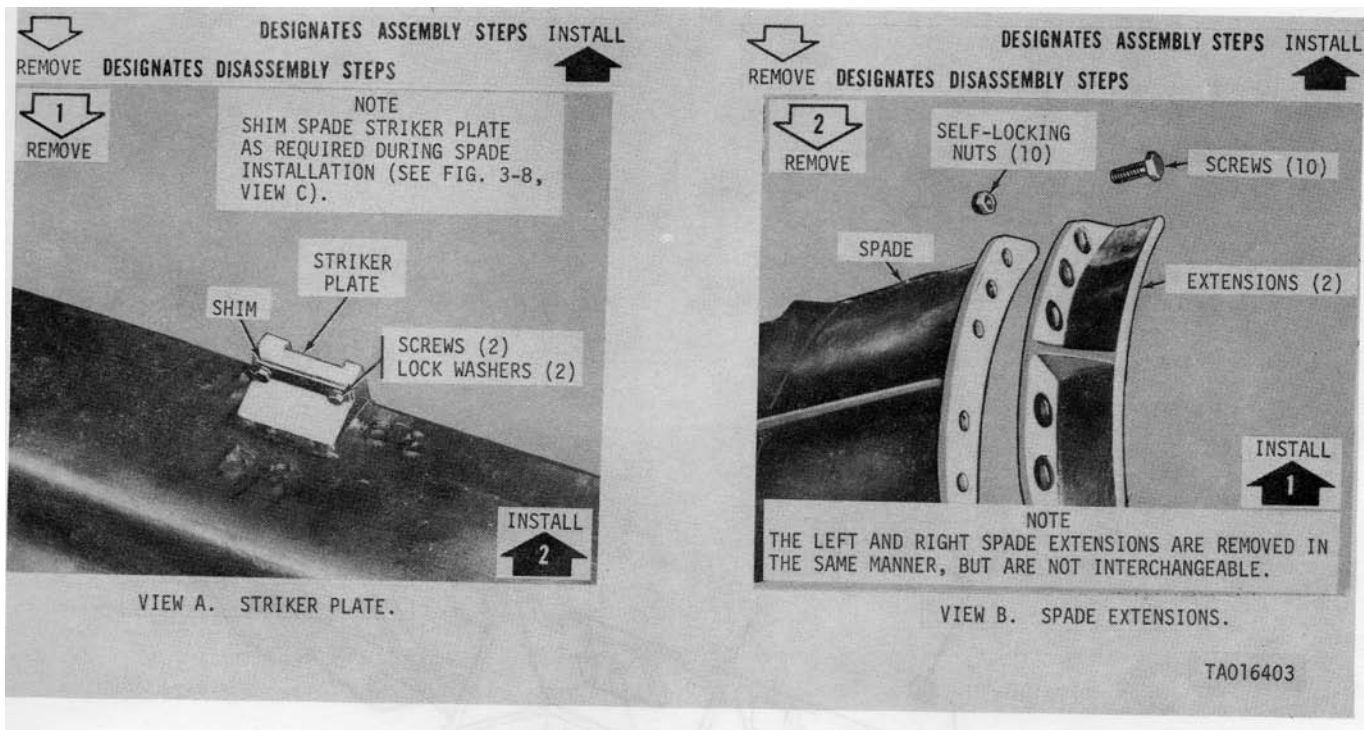 DESIGNATES ASSEMBLY STEPS INSTALL
REMOVE DESIGNATES DISASSEMBLY STEPS
1
REMOVE
NOTE
SHIM SPADE STRIKER PLATE
AS REQUIRED DURING SPADE
INSTALLATION (SEE FIG. 3-8,
VIEW C).
STRIKER
PLATE
SHIM
SCREWS (2)
LOCK WASHERS (2)
INSTALL
2
VIEW A. STRIKER PLATE.
DESIGNATES ASSEMBLY STEPS INSTALL
REMOVE DESIGNATES DISASSEMBLY STEPS
2
REMOVE
SELF-LOCKING
NUTS (10)
SCREWS (10)
SPADE
EXTENSIONS (2)
INSTALL
1
NOTE
THE LEFT AND RIGHT SPADE EXTENSIONS ARE REMOVED IN
THE SAME MANNER, BUT ARE NOT INTERCHANGEABLE.
VIEW B. SPADE EXTENSIONS.
TA016403